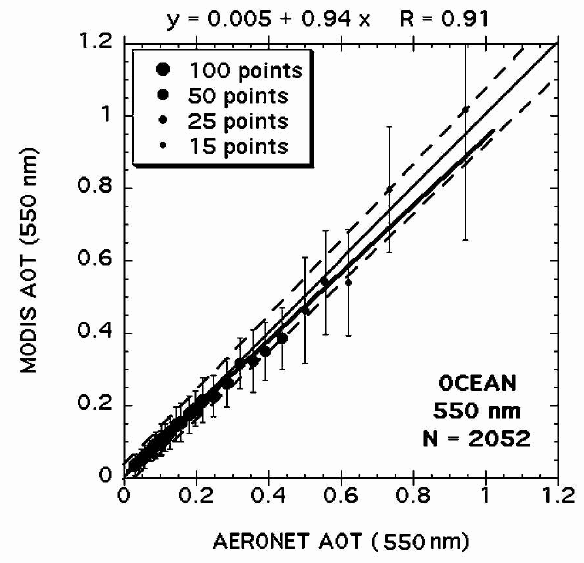 y = 0.005 + 0.94 x R = 0.91
1.2
1
0.8
0.6
0.4
0.2
0
MODIS AOT (550 nm)
100 points
50 points
25 points
15 points
OCEAN
550 nm
N = 2052
0 0.2 0.4 0.6 0.8 1 1.2
AERONET AOT (550 nm)